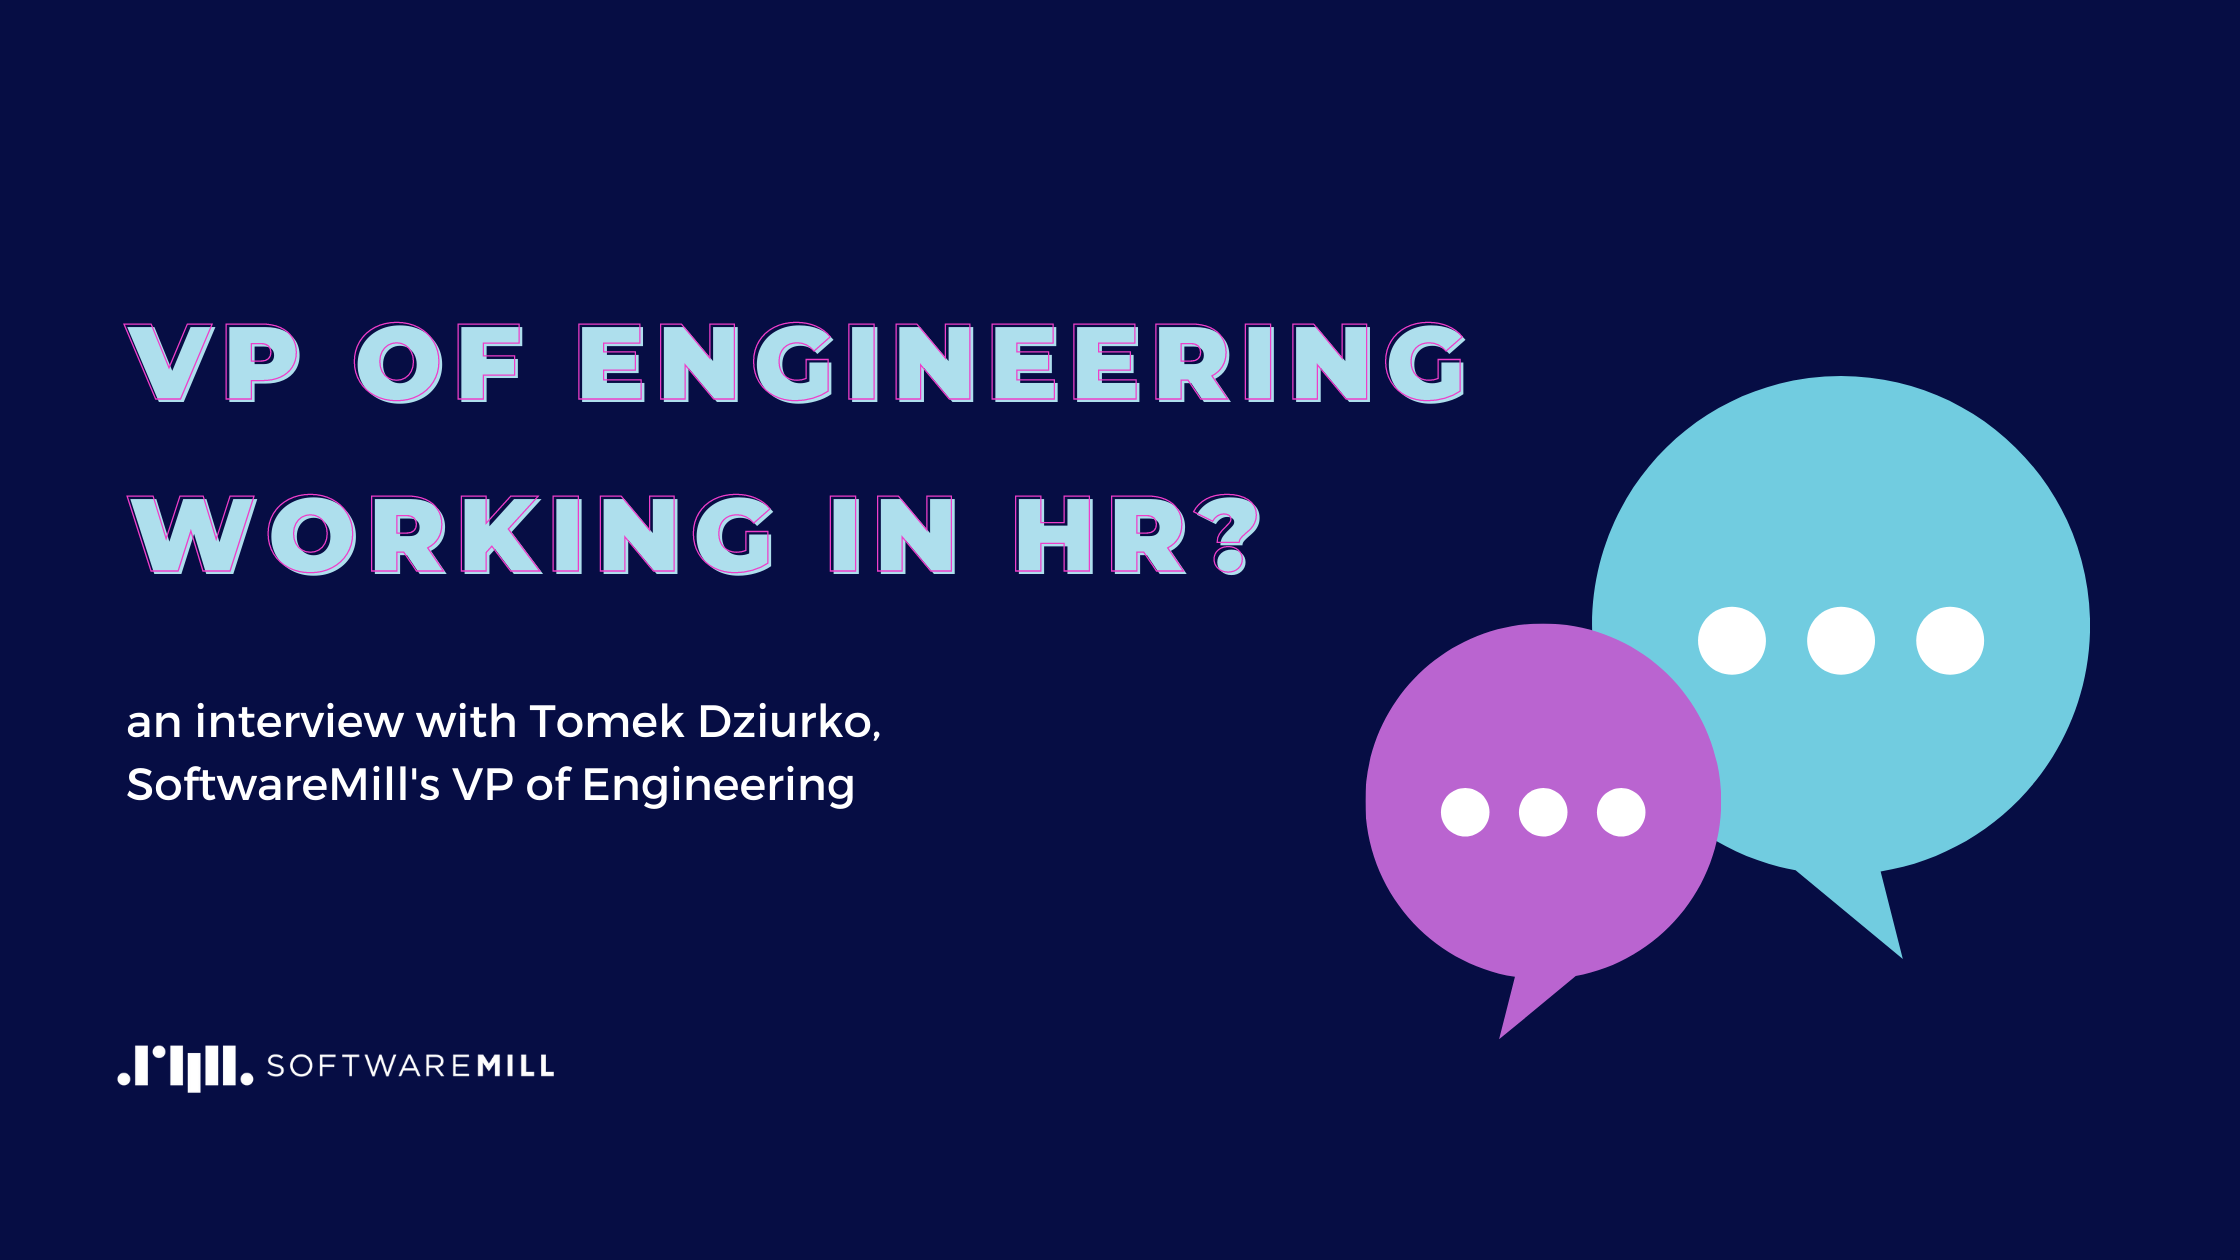 VP OF ENGINEERING
WORKING IN HR?
an interview with Tomek Dziurko,
SoftwareMill's VP of Engineering
SOFTWAREMILL